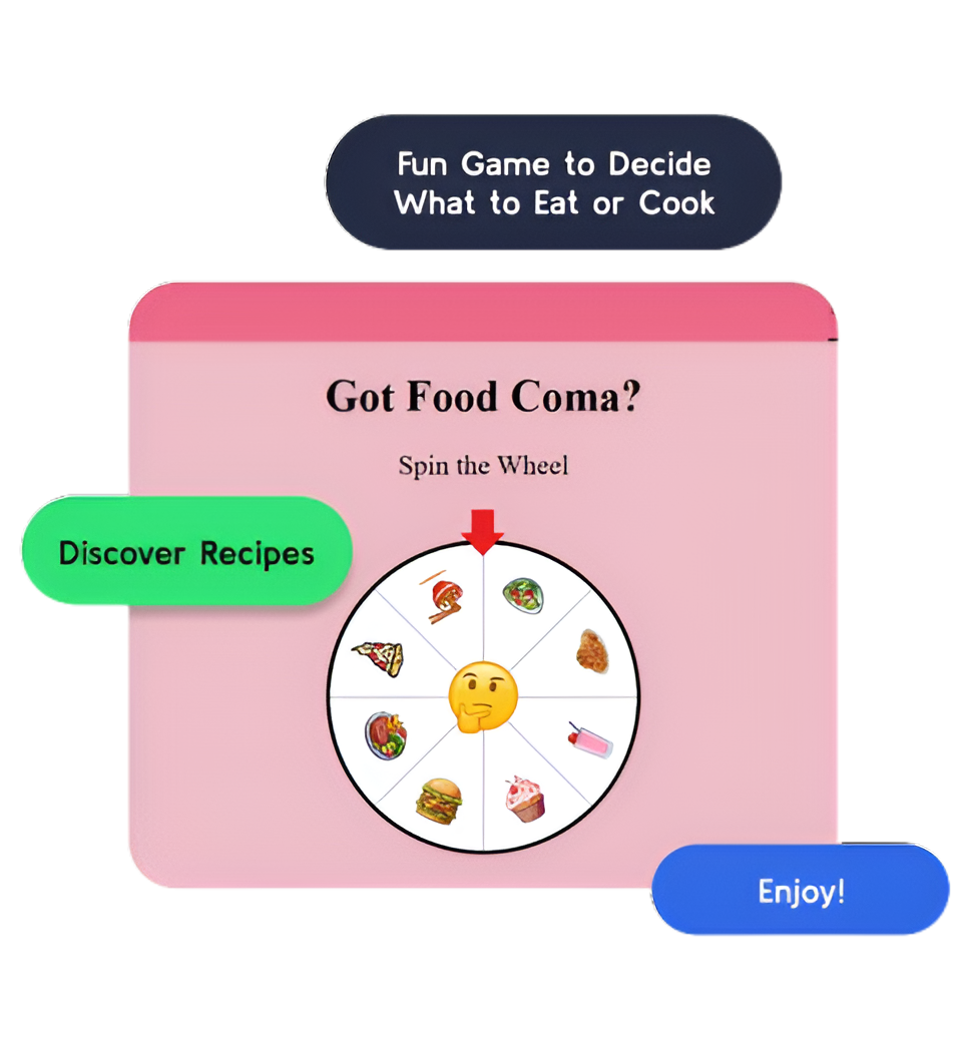 Fun Game to Decide
What to Eat or Cook
Got Food Coma?
Spin the Wheel
Discover Recipes
Enjoy!